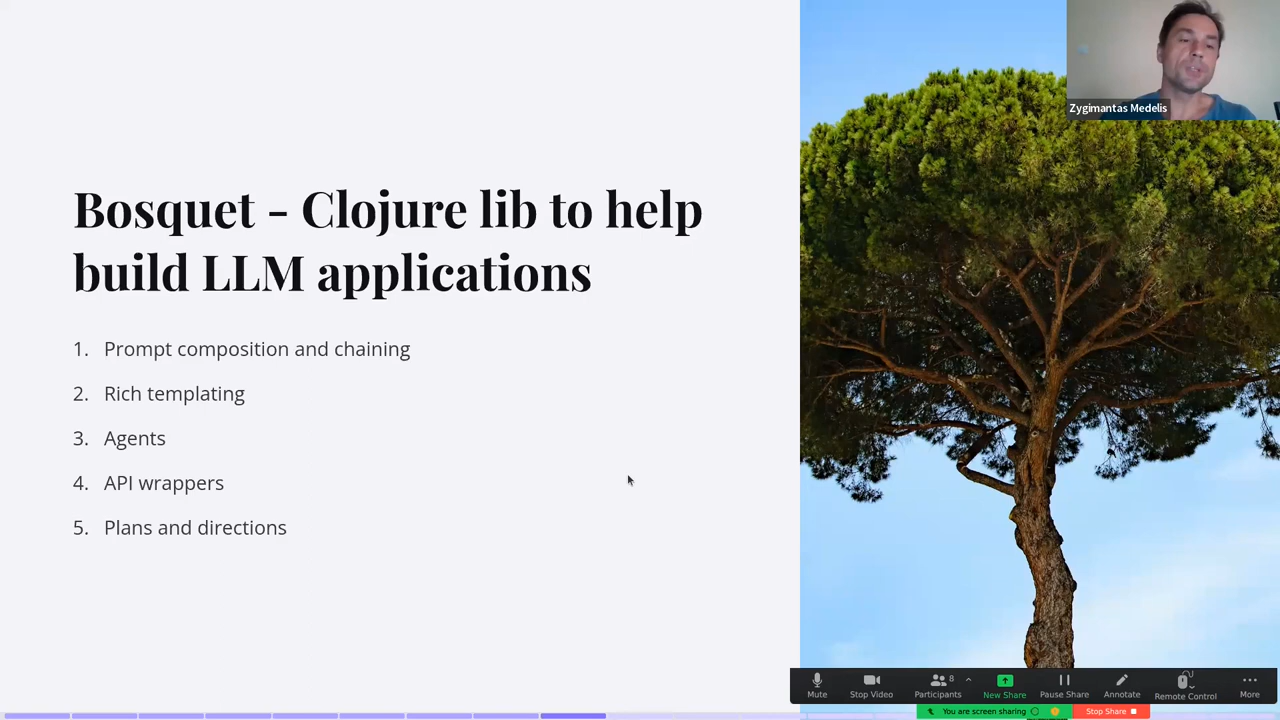 Zygimantas Medelis
Bosquet - Clojure lib to help
build LLM applications
1. Prompt composition and chaining
2. Rich templating
3. Agents
4. API wrappers
5. Plans and directions
Mute
Stop Video
Participants
8
New Share
Pause Share
Annotate
Remote Control
More
You are screen sharing
Stop Share